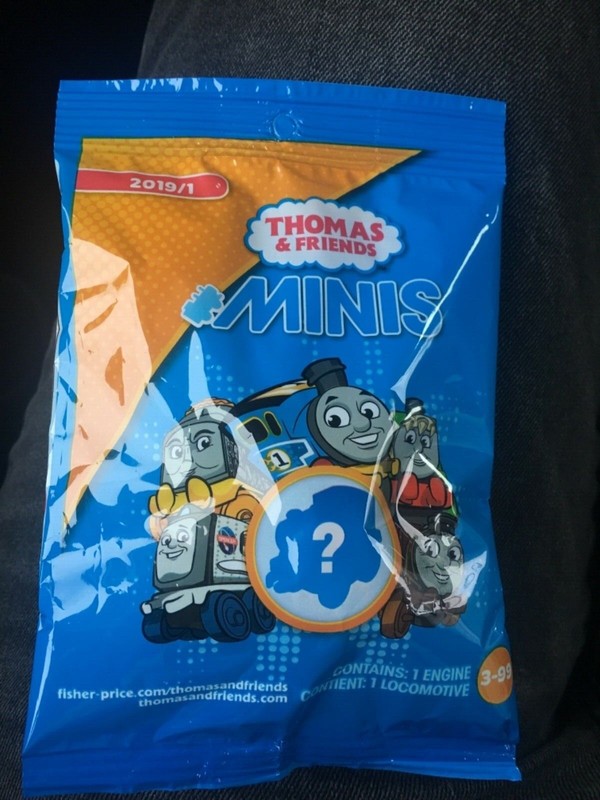 2019/1
THOMAS
& FRIENDS
MINIS
1
?
CONTAINS: 1 ENGINE
CONTIENT: 1 LOCOMOTIVE
3-99
fisher-price.com/thomasandfriends
thomasandfriends.com